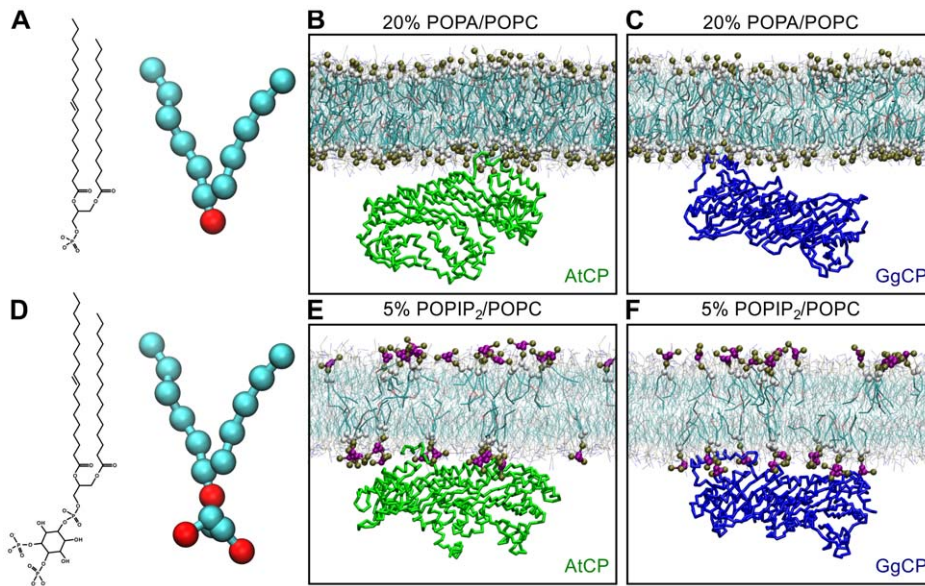 A
B
20% POPA/POPC
C
20% POPA/POPC
AtCP
GgCP
D
E
5% POPIP₂/POPC
F
5% POPIP₂/POPC
AtCP
GgCP